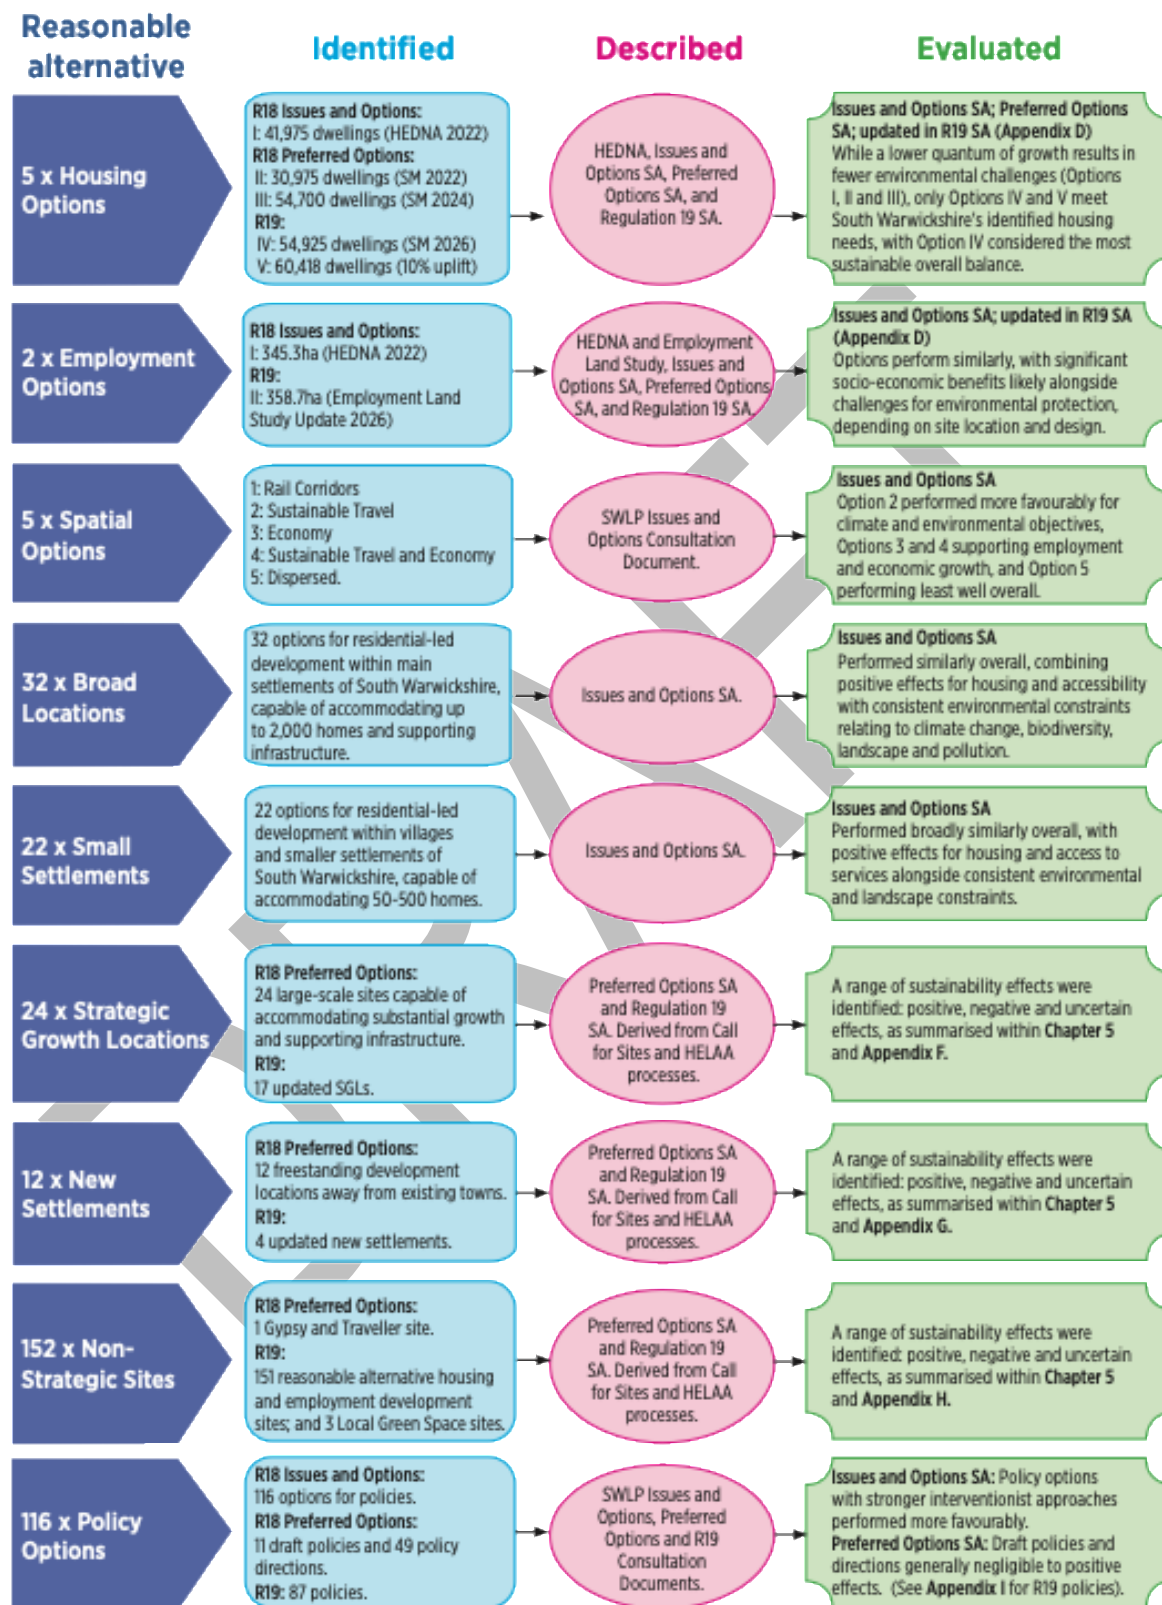 Reasonable
alternative
Identified
Described
Evaluated
5 x Housing
Options
R18 Issues and Options:
I: 41,975 dwellings (HEDNA 2022)
R18 Preferred Options:
II: 30,975 dwellings (SM 2022)
III: 54,700 dwellings (SM 2024)
R19:
IV: 54,925 dwellings (SM 2026)
V: 60,418 dwellings (10% uplift)
HEDNA, Issues and
Options SA, Preferred
Options SA, and
Regulation 19 SA.
Issues and Options SA; Preferred Options
SA; updated in R19 SA (Appendix D)
While a lower quantum of growth results in
fewer environmental challenges (Options
I, II and III), only Options IV and V meet
South Warwickshire's identified housing
needs, with Option IV considered the most
sustainable overall balance.
2 x Employment
Options
R18 Issues and Options:
I: 345.3ha (HEDNA 2022)
R19:
II: 358.7ha (Employment Land
Study Update 2026)
HEDNA and Employment
Land Study, Issues and
Options SA, Preferred Options
SA, and Regulation 19 SA.
Issues and Options SA; updated in R19 SA
(Appendix D)
Options perform similarly, with significant
socio-economic benefits likely alongside
challenges for environmental protection,
depending on site location and design.
5 x Spatial
Options
1: Rail Corridors
2: Sustainable Travel
3: Economy
4: Sustainable Travel and Economy
5: Dispersed.
SWLP Issues and
Options Consultation
Document.
Issues and Options SA
Option 2 performed more favourably for
climate and environmental objectives,
Options 3 and 4 supporting employment
and economic growth, and Option 5
performing least well overall.
32 x Broad
Locations
32 options for residential-led
development within main
settlements of South Warwickshire,
capable of accommodating up
to 2,000 homes and supporting
infrastructure.
Issues and Options SA.
Issues and Options SA
Performed similarly overall, combining
positive effects for housing and accessibility
with consistent environmental constraints
relating to climate change, biodiversity,
landscape and pollution.
22 x Small
Settlements
22 options for residential-led
development within villages
and smaller settlements of
South Warwickshire, capable of
accommodating 50-500 homes.
Issues and Options SA.
Issues and Options SA
Performed broadly similarly overall, with
positive effects for housing and access to
services alongside consistent environmental
and landscape constraints.
24 x Strategic
Growth Locations
R18 Preferred Options:
24 large-scale sites capable of
accommodating substantial growth
and supporting infrastructure.
R19:
17 updated SGLs.
Preferred Options SA
and Regulation 19
SA. Derived from Call
for Sites and HELAA
processes.
A range of sustainability effects were
identified: positive, negative and uncertain
effects, as summarised within Chapter 5
and Appendix F.
12 x New
Settlements
R18 Preferred Options:
12 freestanding development
locations away from existing towns.
R19:
4 updated new settlements.
Preferred Options SA
and Regulation 19
SA. Derived from Call
for Sites and HELAA
processes.
A range of sustainability effects were
identified: positive, negative and uncertain
effects, as summarised within Chapter 5
and Appendix G.
152 x Non-
Strategic Sites
R18 Preferred Options:
1 Gypsy and Traveller site.
R19:
151 reasonable alternative housing
and employment development
sites; and 3 Local Green Space sites.
Preferred Options SA
and Regulation 19
SA. Derived from Call
for Sites and HELAA
processes.
A range of sustainability effects were
identified: positive, negative and uncertain
effects, as summarised within Chapter 5
and Appendix H.
116 x Policy
Options
R18 Issues and Options:
116 options for policies.
R18 Preferred Options:
11 draft policies and 49 policy
directions.
R19: 87 policies.
SWLP Issues and
Options, Preferred
Options and R19
Consultation
Documents.
Issues and Options SA: Policy options
with stronger interventionist approaches
performed more favourably.
Preferred Options SA: Draft policies and
directions generally negligible to positive
effects. (See Appendix I for R19 policies).